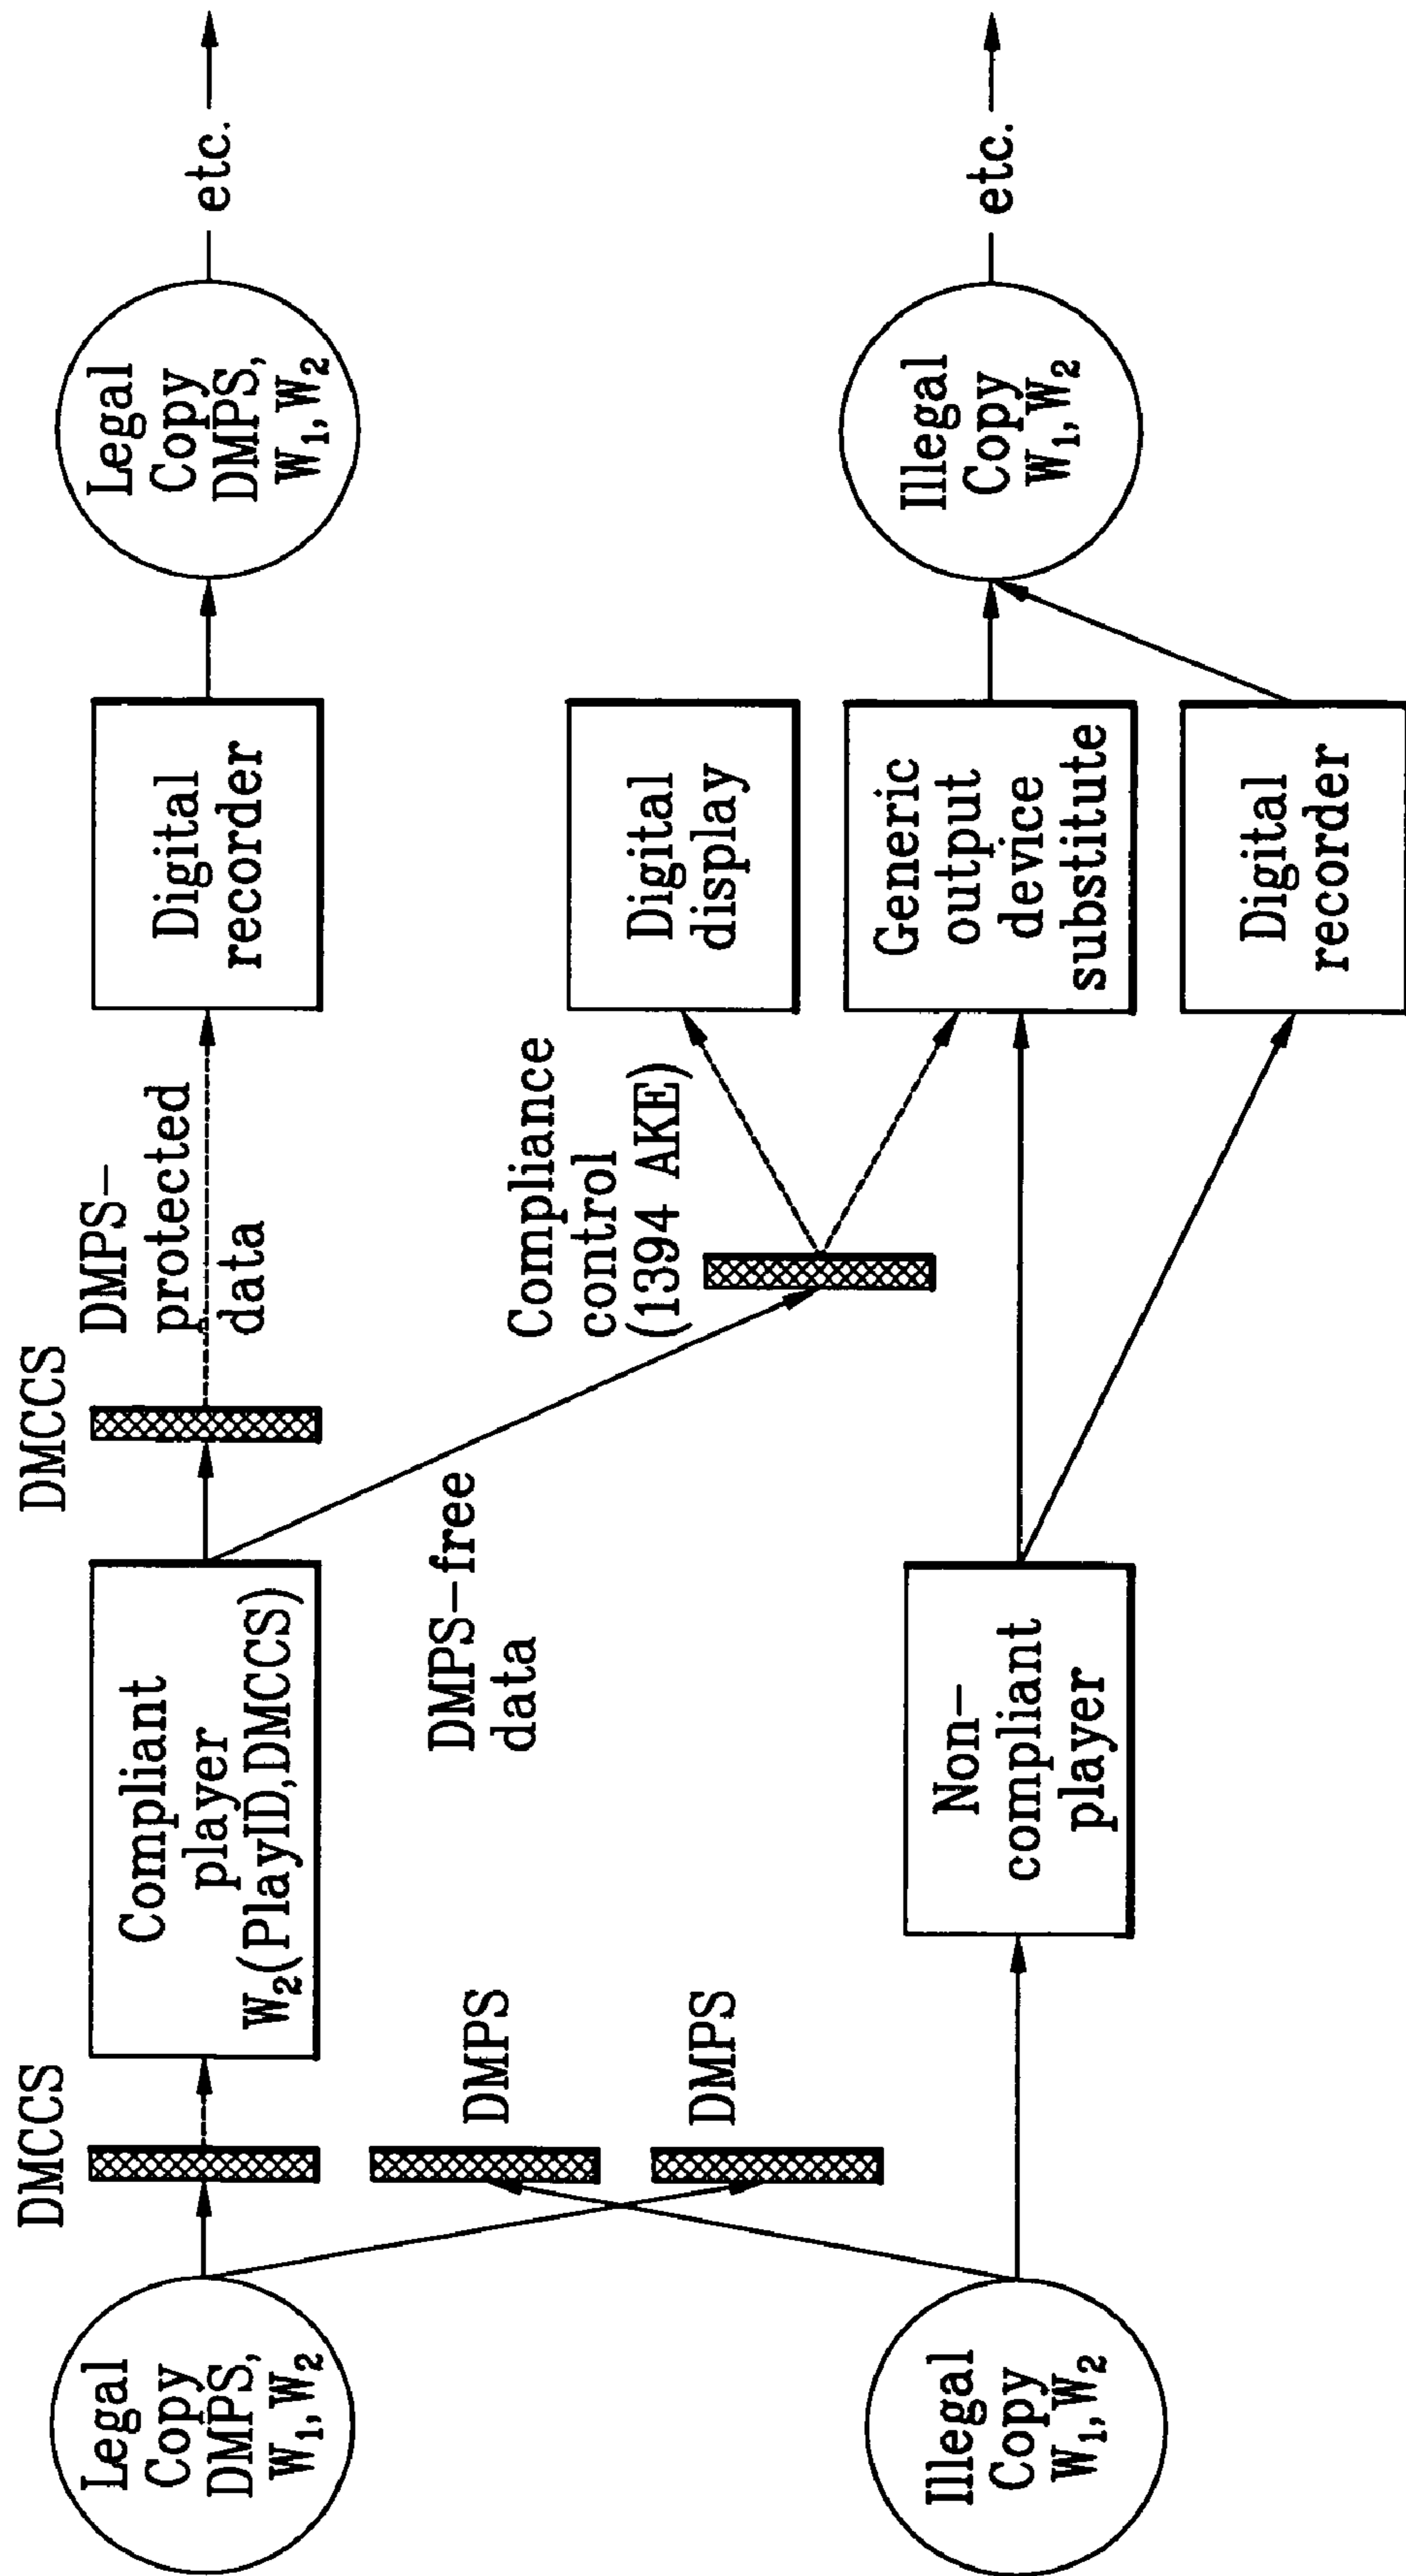 Legal
Copy
DMPS,
W₁,W₂
DMCCS
Compliant
player
W₂(PlayID,DMCCS)
DMCCS
DMPS-
protected
data
Digital
recorder
Legal
Copy
DMPS,
W₁,W₂
etc.
DMPS
DMPS
DMPS-free
data
Compliance
control
(1394 AKE)
Digital
display
Illegal
Copy
W₁,W₂
Non-
compliant
player
Generic
output
device
substitute
Digital
recorder
Illegal
Copy
W₁,W₂
etc.